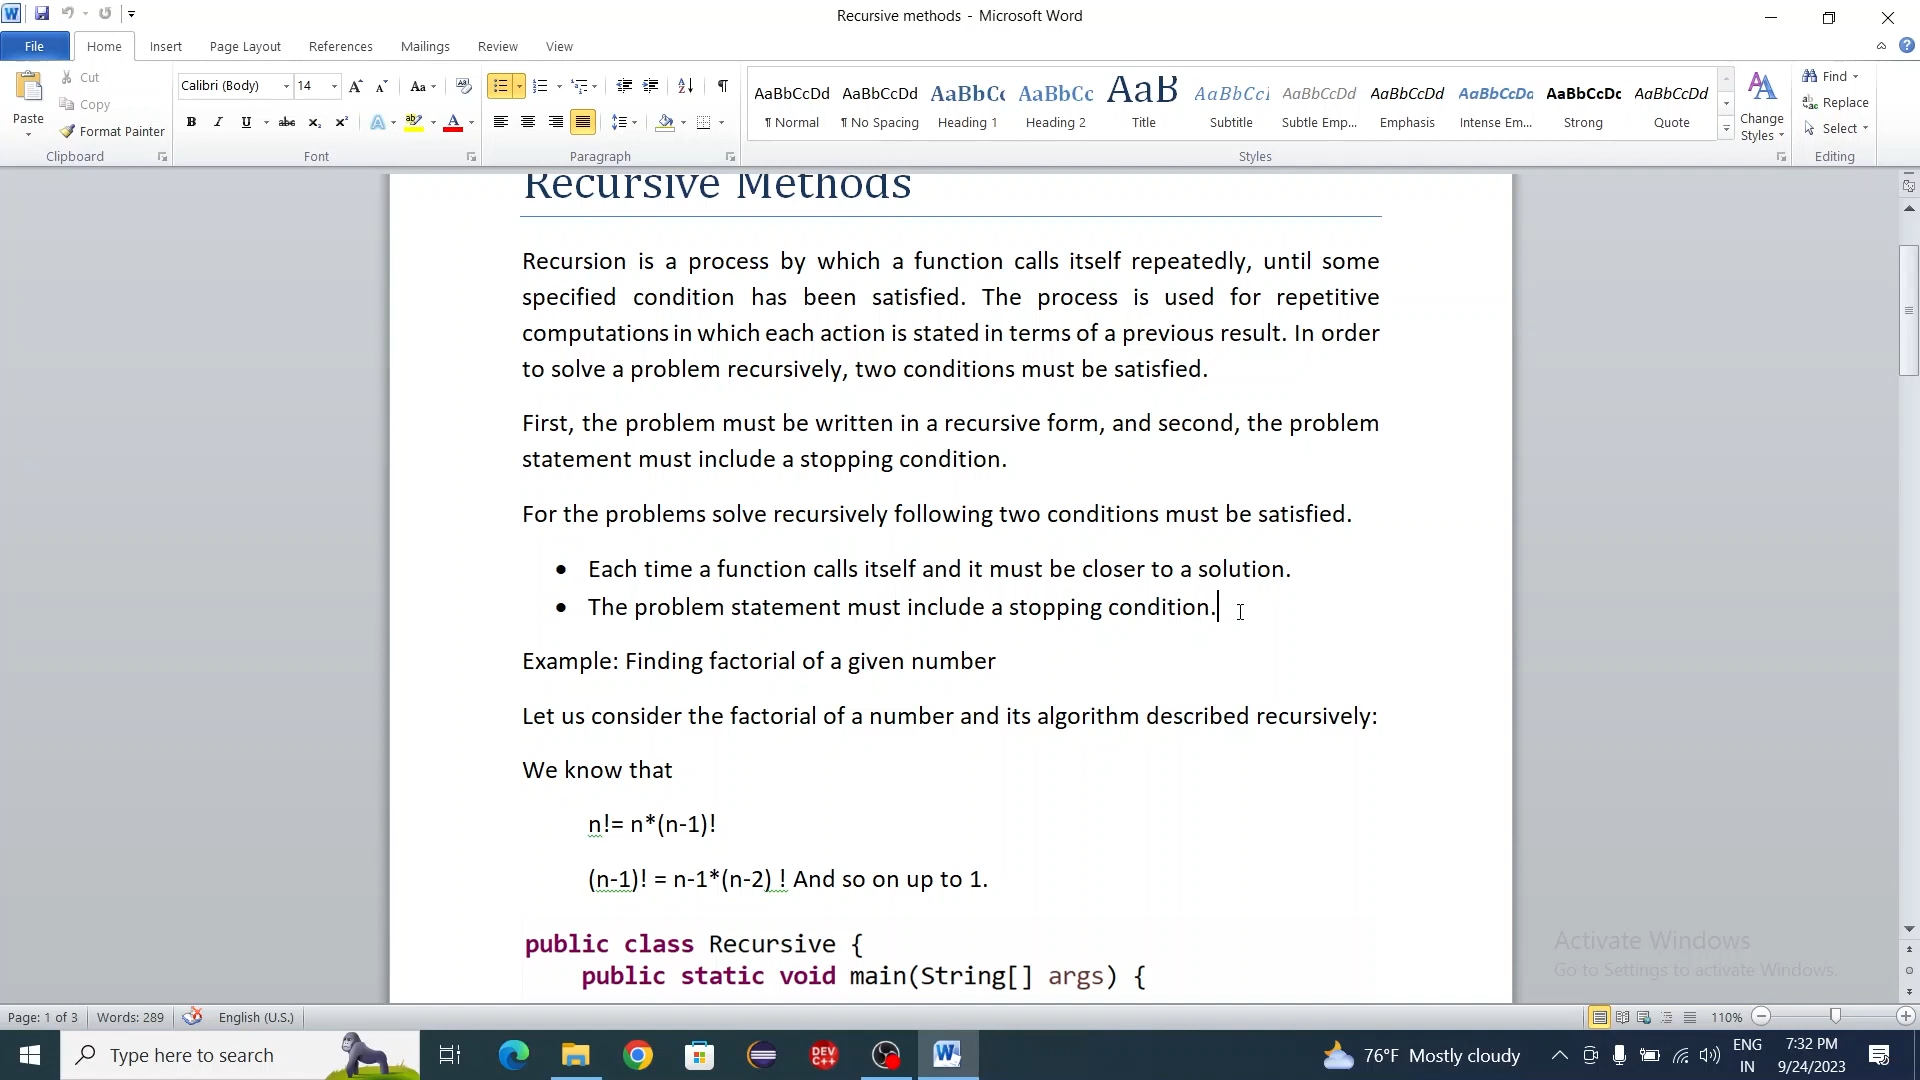 Recursive methods - Microsoft Word
File Home Insert Page Layout References Mailings Review View
Paste
Cut
Copy
Format Painter
Clipboard
Calibri (Body) 14
Font
Paragraph
AaBbCcDd AaBbCcDd AaBbCc AaBbCc AaB AaBbCcI AaBbCcDd AaBbCcDd AaBbCcDd AaBbCcDc AaBbCcDd
¶ Normal ¶ No Spacing Heading 1 Heading 2 Title Subtitle Subtle Emp... Emphasis Intense Em... Strong Quote
Styles
Change
Styles
Find
Replace
Select
Editing
Recursive Methods
Recursion is a process by which a function calls itself repeatedly, until some
specified condition has been satisfied. The process is used for repetitive
computations in which each action is stated in terms of a previous result. In order
to solve a problem recursively, two conditions must be satisfied.
First, the problem must be written in a recursive form, and second, the problem
statement must include a stopping condition.
For the problems solve recursively following two conditions must be satisfied.
• Each time a function calls itself and it must be closer to a solution.
• The problem statement must include a stopping condition.
Example: Finding factorial of a given number
Let us consider the factorial of a number and its algorithm described recursively:
We know that
n!= n*(n-1)!
(n-1)! = n-1*(n-2) ! And so on up to 1.
public class Recursive {
public static void main(String[] args) {
Activate Windows
Go to Settings to activate Windows.
Page: 1 of 3 Words: 289 English (U.S.) 110%
Type here to search
DEV
C++
76°F Mostly cloudy
ENG
IN
7:32 PM
9/24/2023